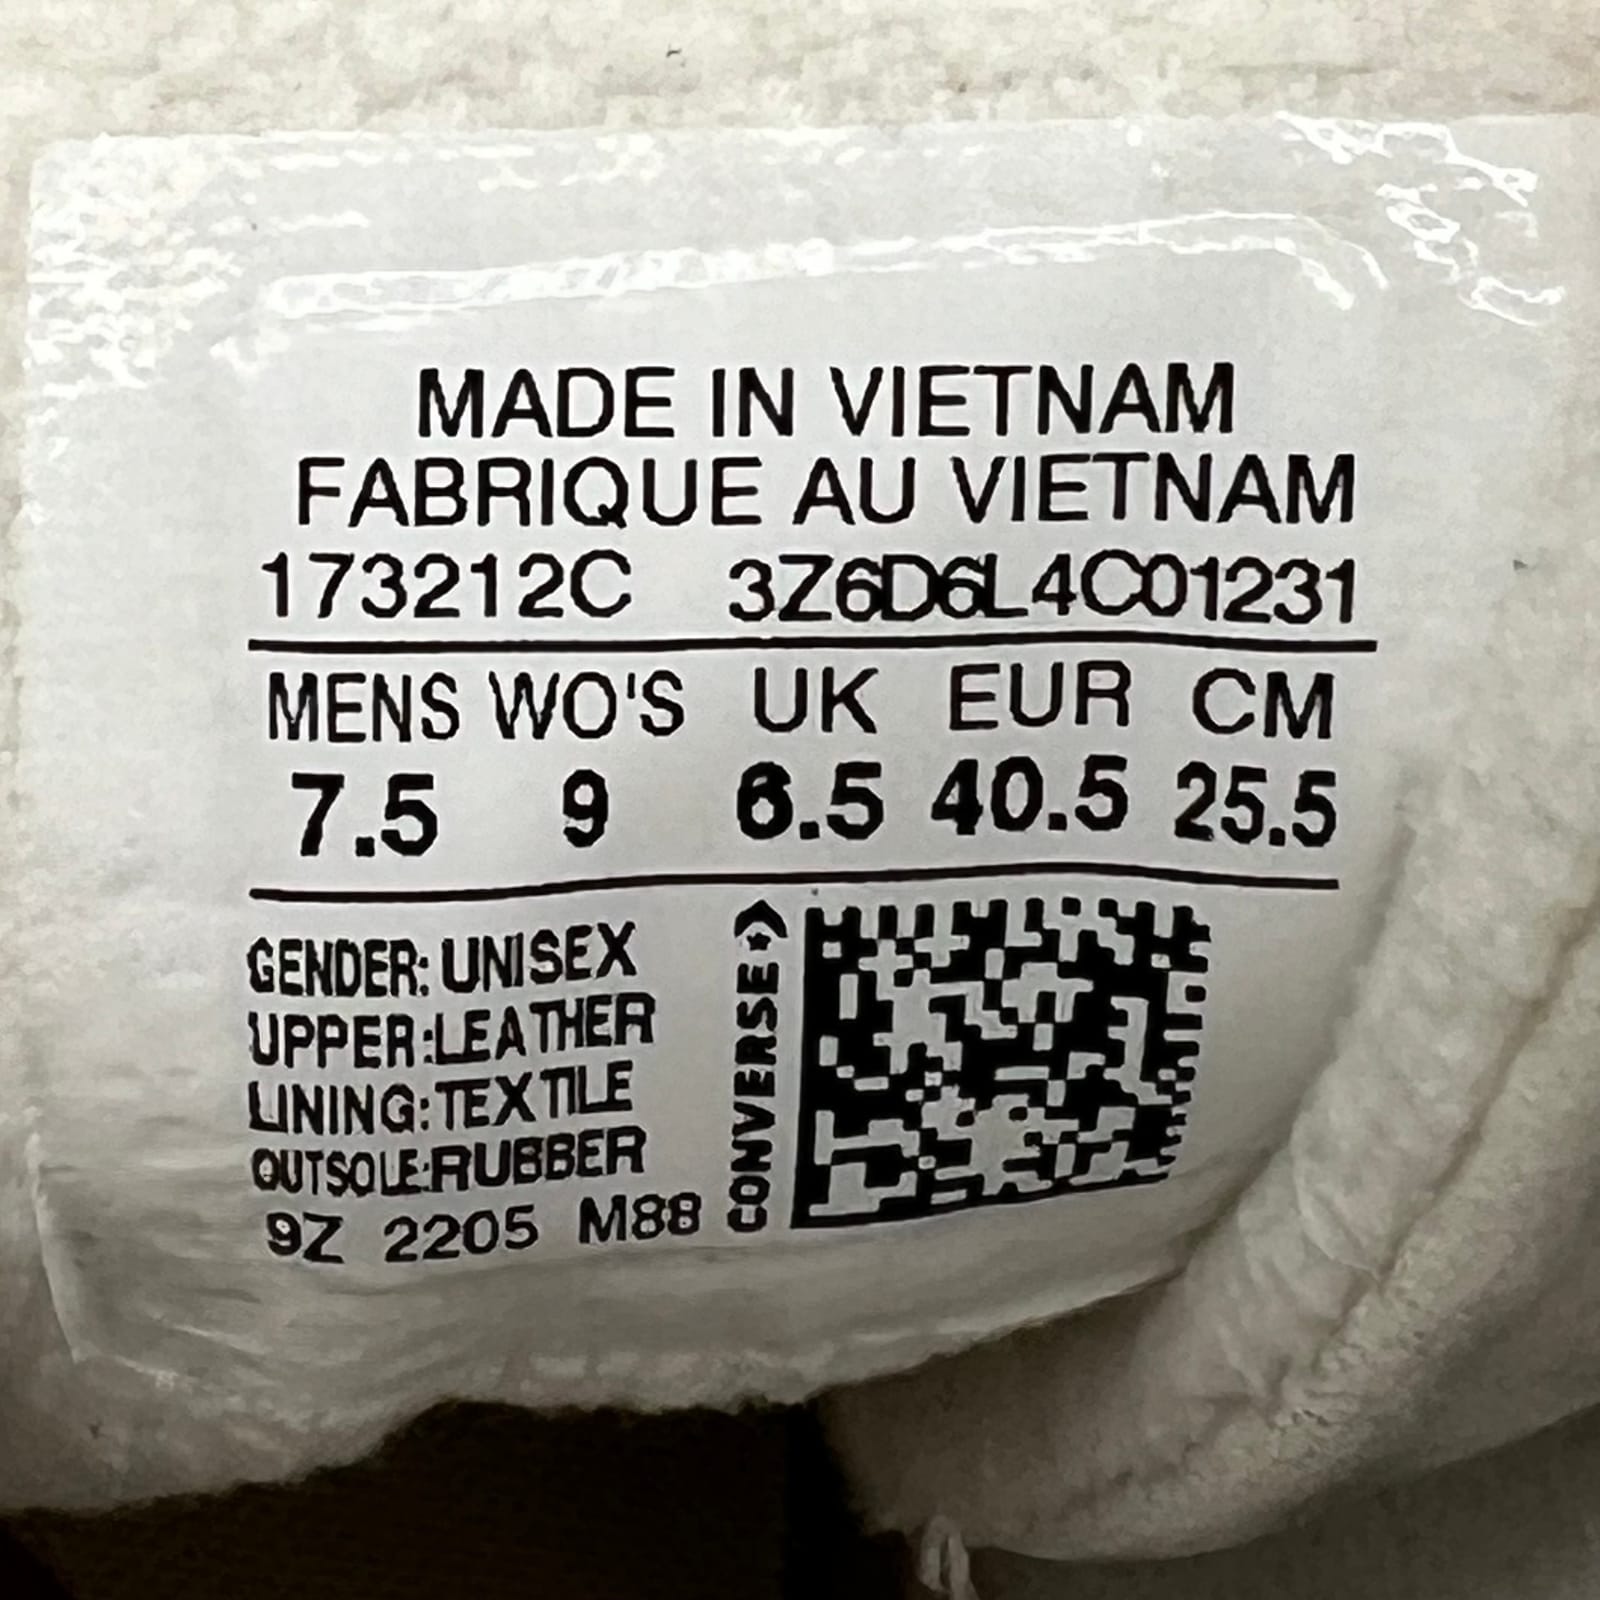 MADE IN VIETNAM
FABRIQUE AU VIETNAM
173212C 3Z6D6L4C01231
MENS WO'S UK EUR CM
7.5 9 6.5 40.5 25.5
GENDER: UNISEX
UPPER:LEATHER
LINING:TEXTILE
OUTSOLE:RUBBER
9Z 2205 M88
CONVERSE